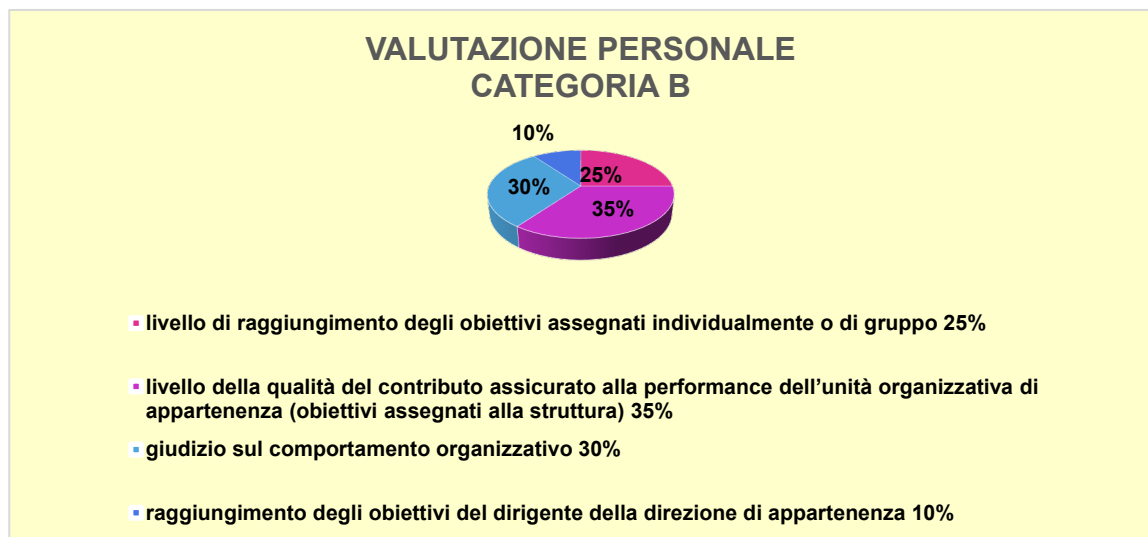 VALUTAZIONE PERSONALE
CATEGORIA B
10%
25%
30%
35%
livello di raggiungimento degli obiettivi assegnati individualmente o di gruppo 25%
livello della qualità del contributo assicurato alla performance dell’unità organizzativa di
appartenenza (obiettivi assegnati alla struttura) 35%
giudizio sul comportamento organizzativo 30%
raggiungimento degli obiettivi del dirigente della direzione di appartenenza 10%